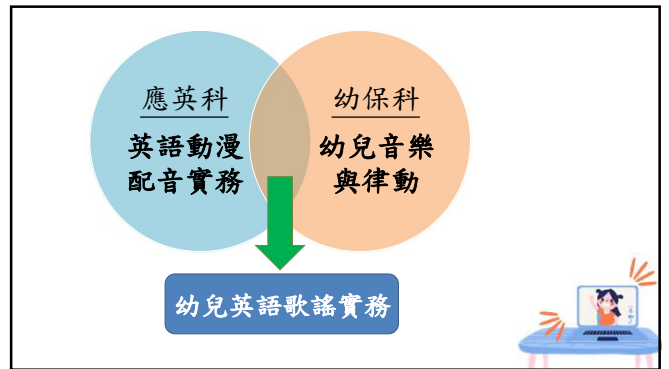 應英科
英語動漫
配音實務
幼保科
幼兒音樂
與律動
幼兒英語歌謠實務